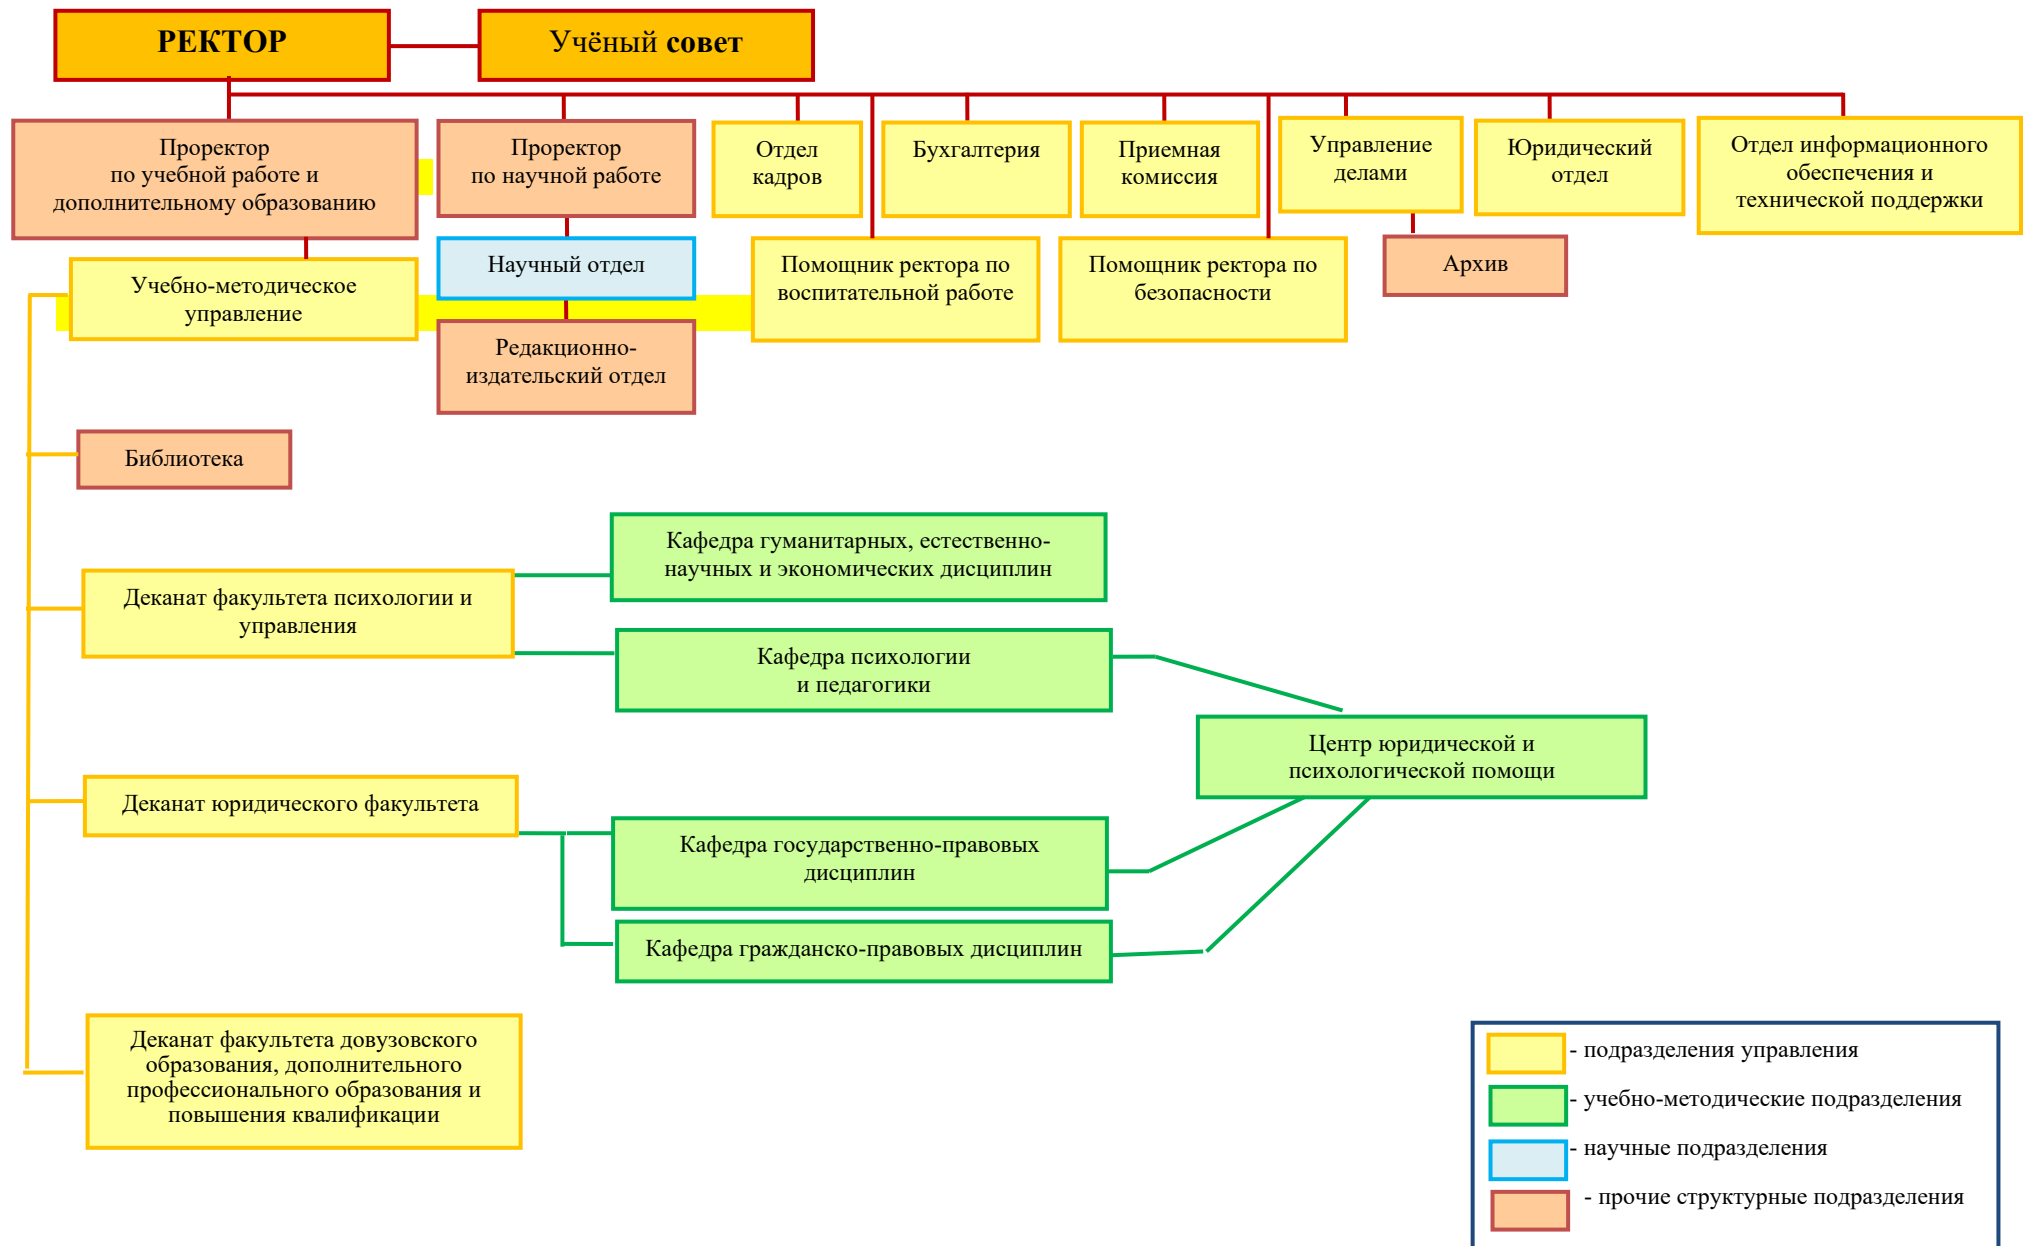 РЕКТОР
Учёный совет
Проректор
по учебной работе и
дополнительному образованию
Проректор
по научной работе
Отдел
кадров
Бухгалтерия
Приемная
комиссия
Управление
делами
Юридический
отдел
Отдел информационного
обеспечения и
технической поддержки
Учебно-методическое
управление
Научный отдел
Помощник ректора по
воспитательной работе
Помощник ректора по
безопасности
Архив
Редакционно-
издательский отдел
Библиотека
Кафедра гуманитарных, естественно-
научных и экономических дисциплин
Деканат факультета психологии и
управления
Кафедра психологии
и педагогики
Центр юридической и
психологической помощи
Деканат юридического факультета
Кафедра государственно-правовых
дисциплин
Кафедра гражданско-правовых дисциплин
Деканат факультета довузовского
образования, дополнительного
профессионального образования и
повышения квалификации
- подразделения управления
- учебно-методические подразделения
- научные подразделения
- прочие структурные подразделения